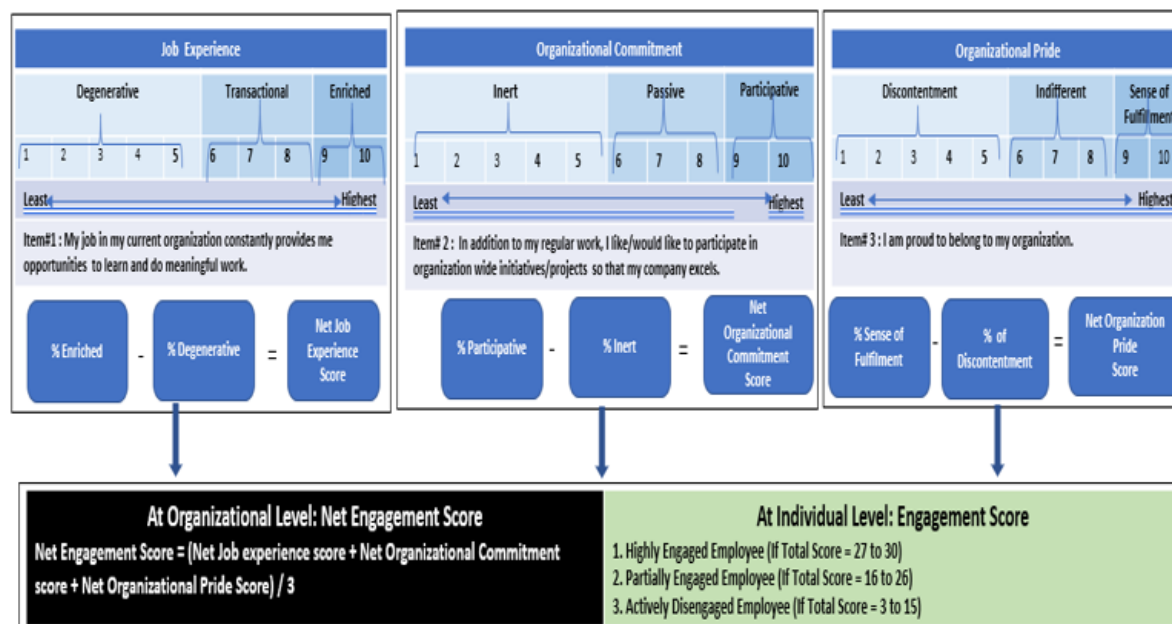 Job Experience
Degenerative Transactional Enriched
1 2 3 4 5 6 7 8 9 10
Least Highest
Item#1 : My job in my current organization constantly provides me
opportunities to learn and do meaningful work.
% Enriched - % Degenerative = Net Job
Experience
Score
Organizational Commitment
Inert Passive Participative
1 2 3 4 5 6 7 8 9 10
Least Highest
Item# 2 : In addition to my regular work, I like/would like to participate in
organization wide initiatives/projects so that my company excels.
% Participative - % Inert = Net
Organizational
Commitment
Score
Organizational Pride
Discontentment Indifferent Sense of
Fulfillment
1 2 3 4 5 6 7 8 9 10
Least Highest
Item# 3 : I am proud to belong to my organization.
% Sense of
Fulfilment
-
% of
Discontentment
=
Net Organization
Pride
Score
At Organizational Level: Net Engagement Score
Net Engagement Score = (Net Job experience score + Net Organizational Commitment
score + Net Organizational Pride Score) / 3
At Individual Level: Engagement Score
1. Highly Engaged Employee (If Total Score = 27 to 30)
2. Partially Engaged Employee (If Total Score = 16 to 26)
3. Actively Disengaged Employee (If Total Score = 3 to 15)